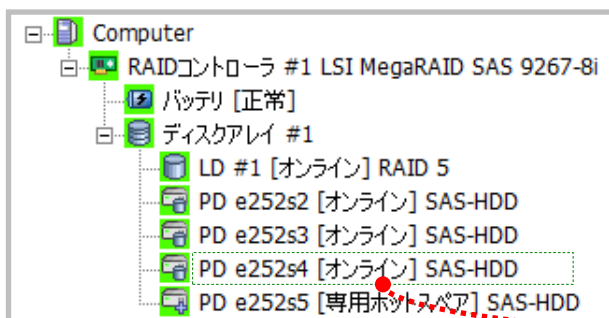 Computer
RAIDコントローラ #1 LSI MegaRAID SAS 9267-8i
バッテリ [正常]
ディスクアレイ #1
LD #1 [オンライン] RAID 5
PD e252s2 [オンライン] SAS-HDD
PD e252s3 [オンライン] SAS-HDD
PD e252s4 [オンライン] SAS-HDD
PD e252s5 [専用ホットスペア] SAS-HDD